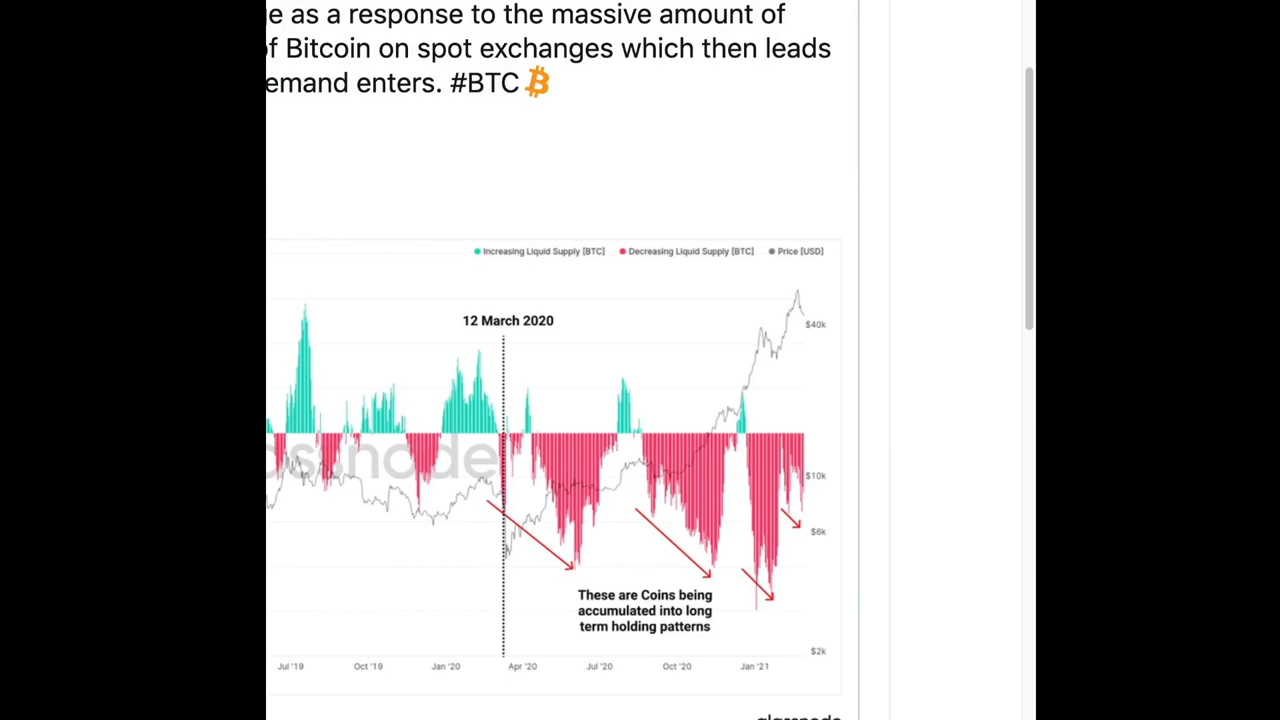 e as a response to the massive amount of
of Bitcoin on spot exchanges which then leads
emand enters. #BTC
Increasing Liquid Supply [BTC] Decreasing Liquid Supply [BTC] Price [USD]
12 March 2020
$40k
ssnode
$10k
$6k
These are Coins being
accumulated into long
term holding patterns
$2k
Jul '19 Oct '19 Jan '20 Apr '20 Jul '20 Oct '20 Jan '21
glassnode